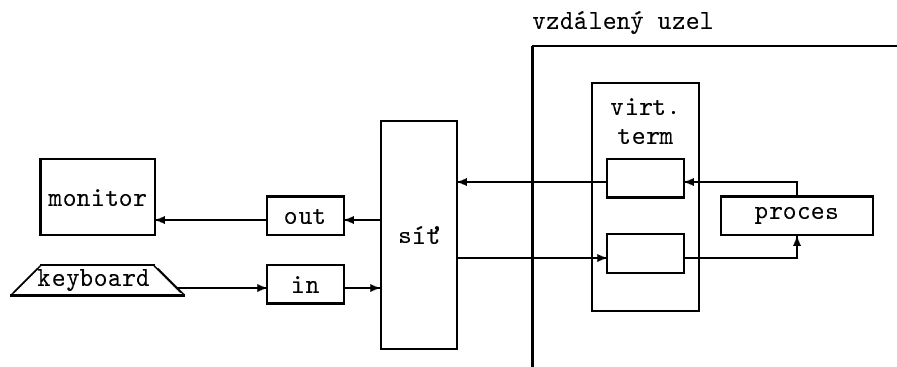 vzdálený uzel
virt.
term
monitor
out
síť
proces
keyboard
in